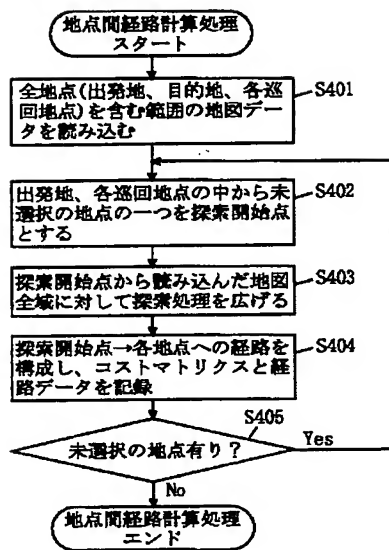 地点間経路計算処理
スタート
全地点(出発地、目的地、各巡
回地点)を含む範囲の地図デー
タを読み込む
S401
出発地、各巡回地点の中から未
選択の地点の一つを探索開始点
とする
S402
探索開始点から読み込んだ地図
全域に対して探索処理を広げる
S403
探索開始点→各地点への経路を
構成し、コストマトリクスと経
路データを記録
S404
S405
未選択の地点有り?
Yes
No
地点間経路計算処理
エンド